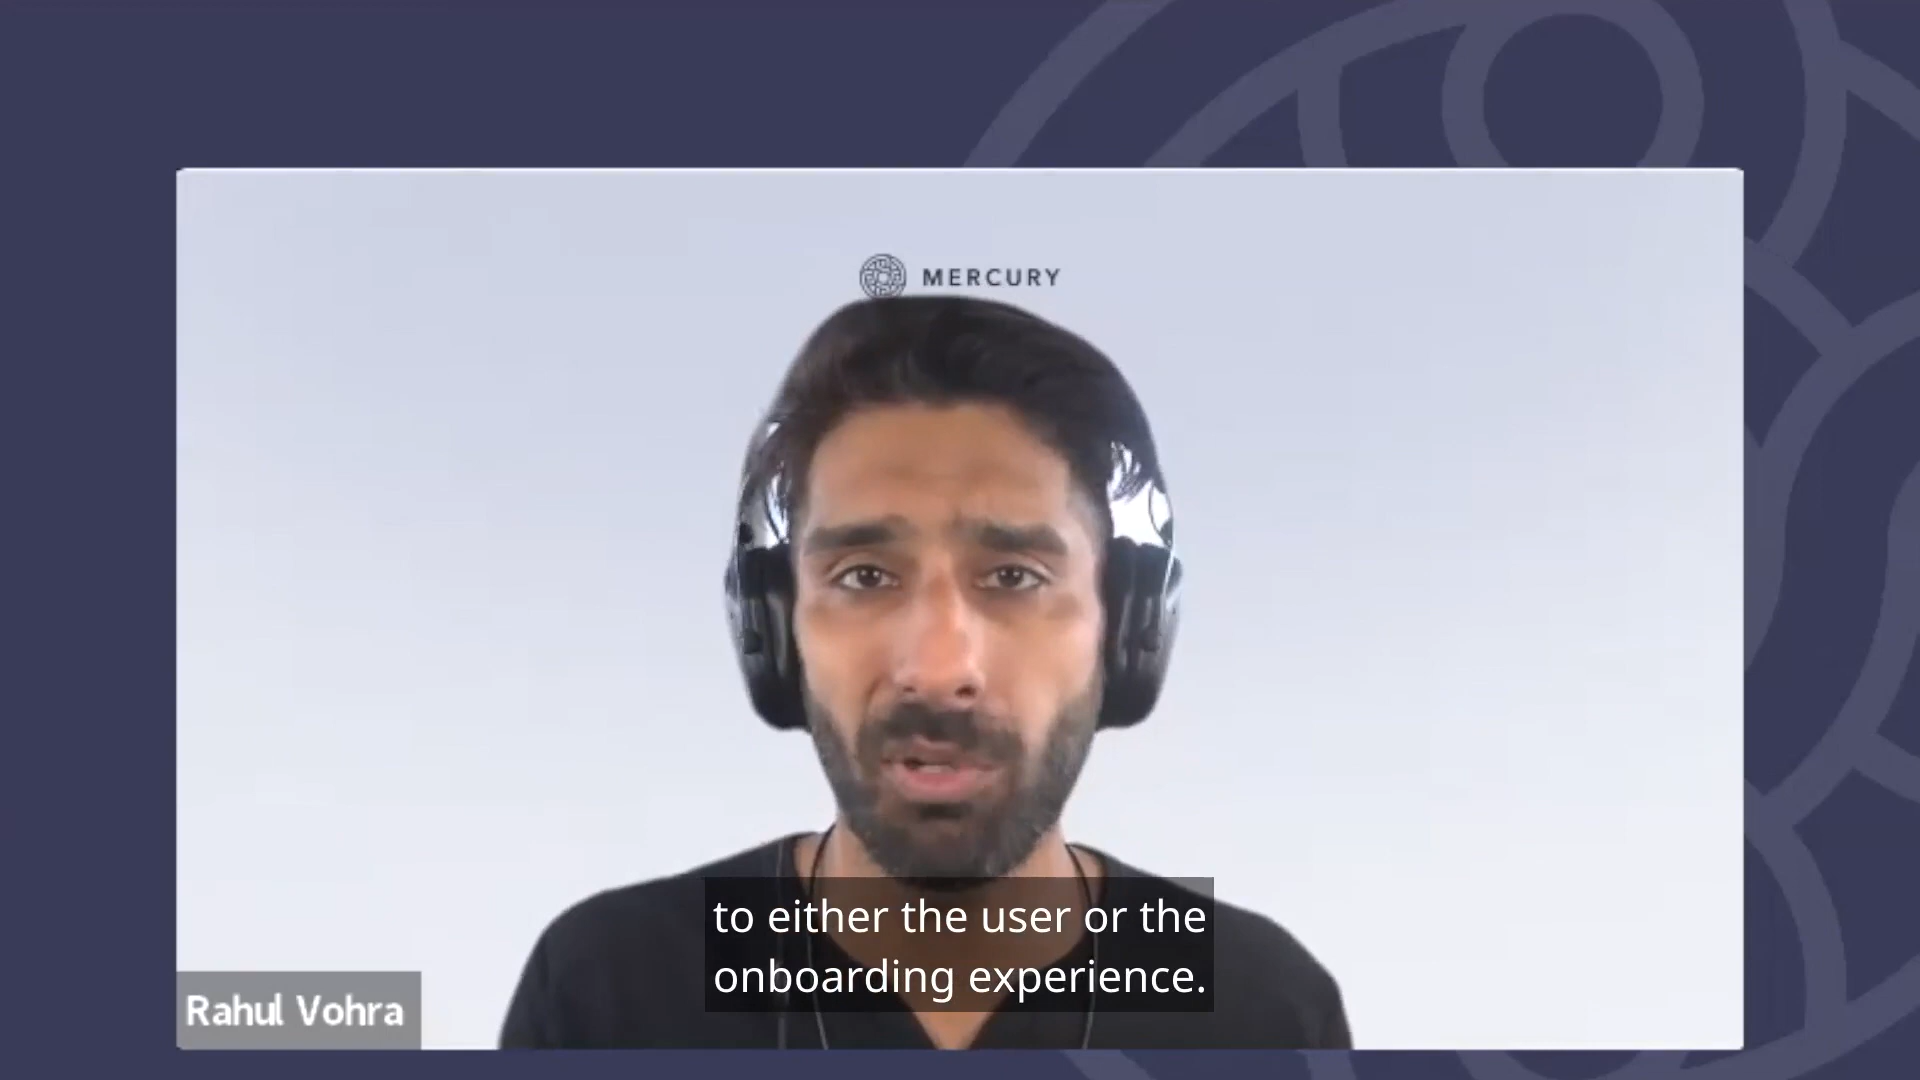 MERCURY
to either the user or the
onboarding experience.
Rahul Vohra